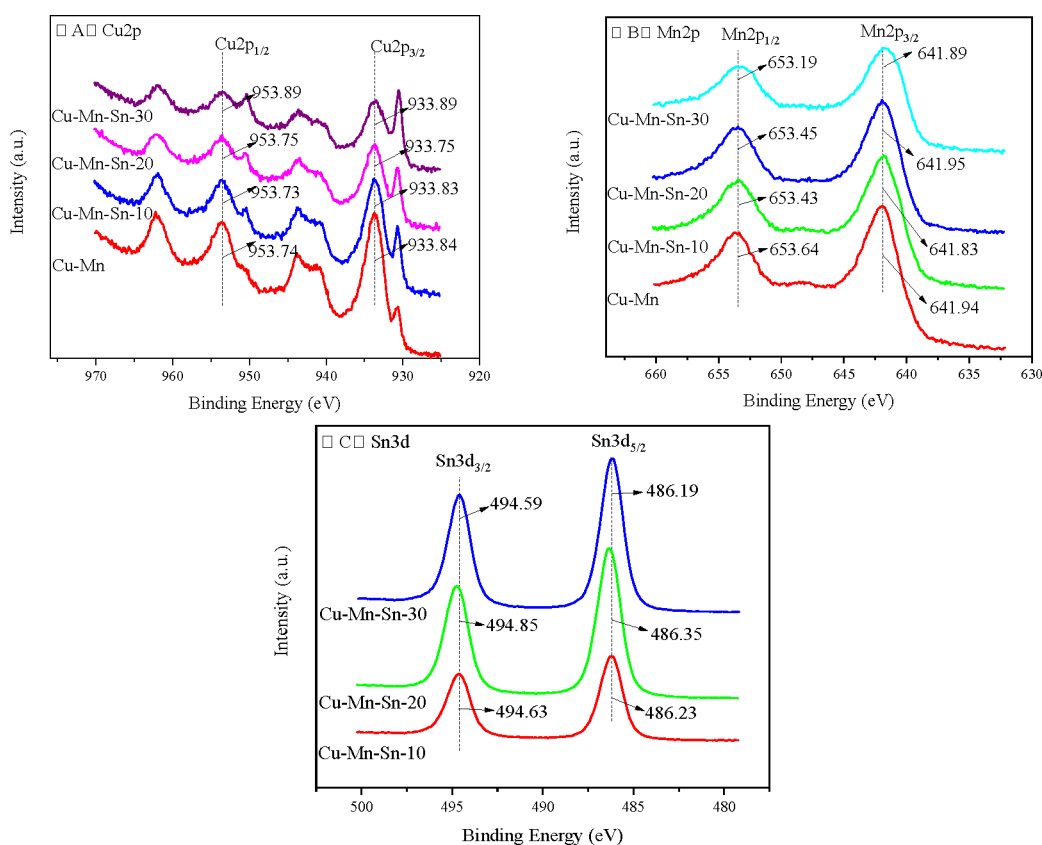 □ A□ Cu2p
Cu2p1/2
Cu2p3/2
953.89
933.89
Cu-Mn-Sn-30
953.75
933.75
Cu-Mn-Sn-20
953.73
933.83
Cu-Mn-Sn-10
953.74
933.84
Cu-Mn
Intensity (a.u.)
970 960 950 940 930 920
Binding Energy (eV)
□ B□ Mn2p
Mn2p1/2
Mn2p3/2
653.19
641.89
Cu-Mn-Sn-30
653.45
641.95
Cu-Mn-Sn-20
653.43
641.83
Cu-Mn-Sn-10
653.64
641.94
Cu-Mn
Intensity (a.u.)
660 655 650 645 640 635 630
Binding Energy (eV)
□ C□ Sn3d
Sn3d3/2
Sn3d5/2
494.59
486.19
Cu-Mn-Sn-30
494.85
486.35
Cu-Mn-Sn-20
494.63
486.23
Cu-Mn-Sn-10
Intensity (a.u.)
500 495 490 485 480
Binding Energy (eV)